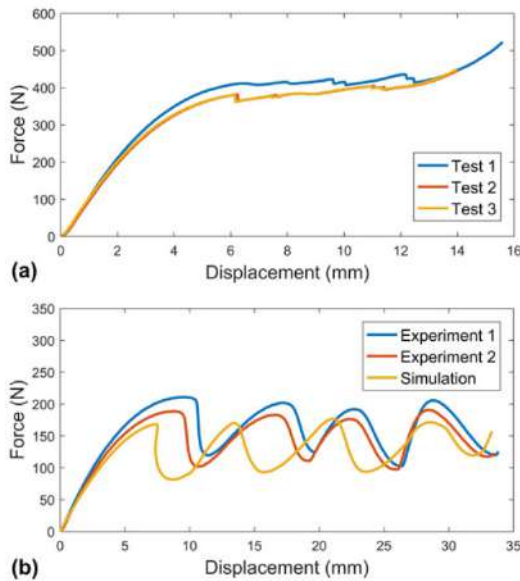 600
500
400
300
200
100
0
Force (N)
Test 1
Test 2
Test 3
0 2 4 6 8 10 12 14 16
(a) Displacement (mm)
350
300
250
200
150
100
50
0
Force (N)
Experiment 1
Experiment 2
Simulation
0 5 10 15 20 25 30 35
(b) Displacement (mm)